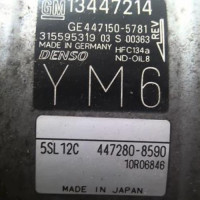 GM 13447214
GE447150-5781
315595319 03 S 00363
REV
MADE IN GERMANY HFC134a
DENSO ND-OIL8
YM6
5SL12C 447280-8590
10R06846
MADE IN JAPAN